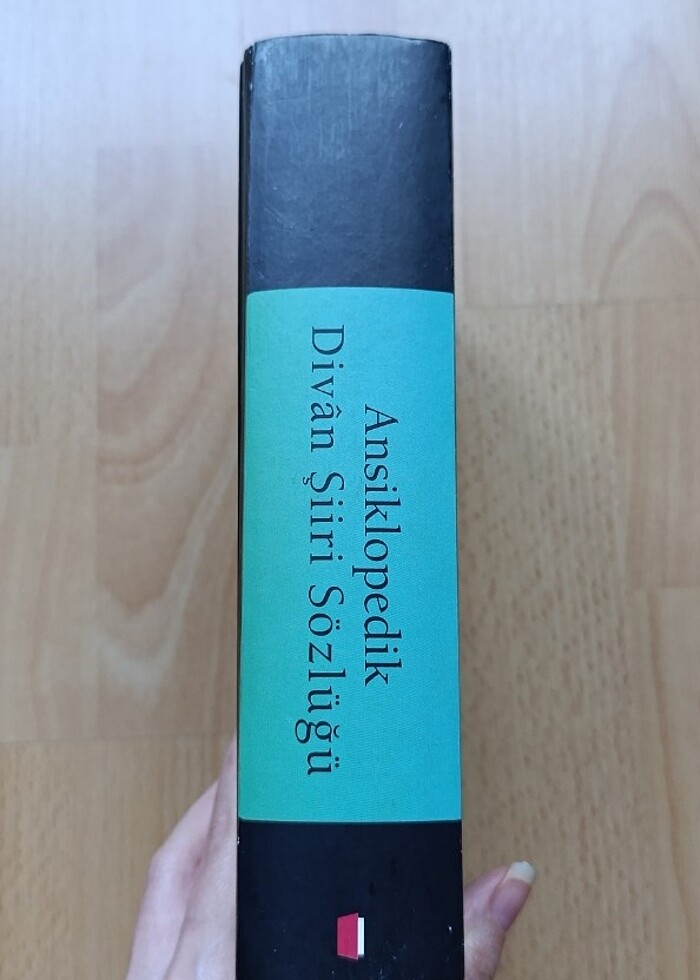 Ansiklopedik
Divân Şiiri Sözlüğü